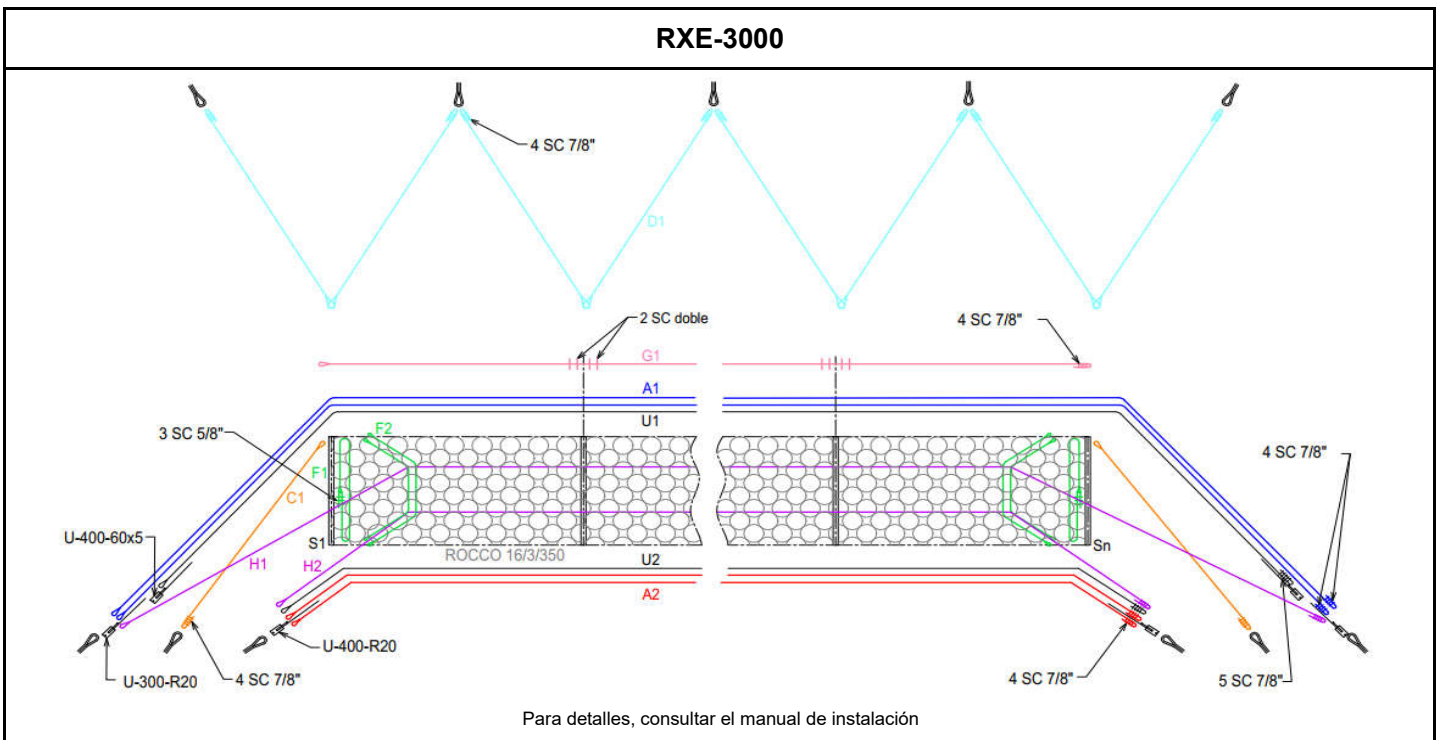 RXE-3000
4 SC 7/8"
D1
2 SC doble
4 SC 7/8"
G1
A1
U1
3 SC 5/8"
F2
F1
C1
4 SC 7/8"
U-400-60x5
S1
ROCCO 16/3/350
Sn
H1
H2
U2
A2
U-400-R20
U-300-R20
4 SC 7/8"
4 SC 7/8"
5 SC 7/8"
Para detalles, consultar el manual de instalación